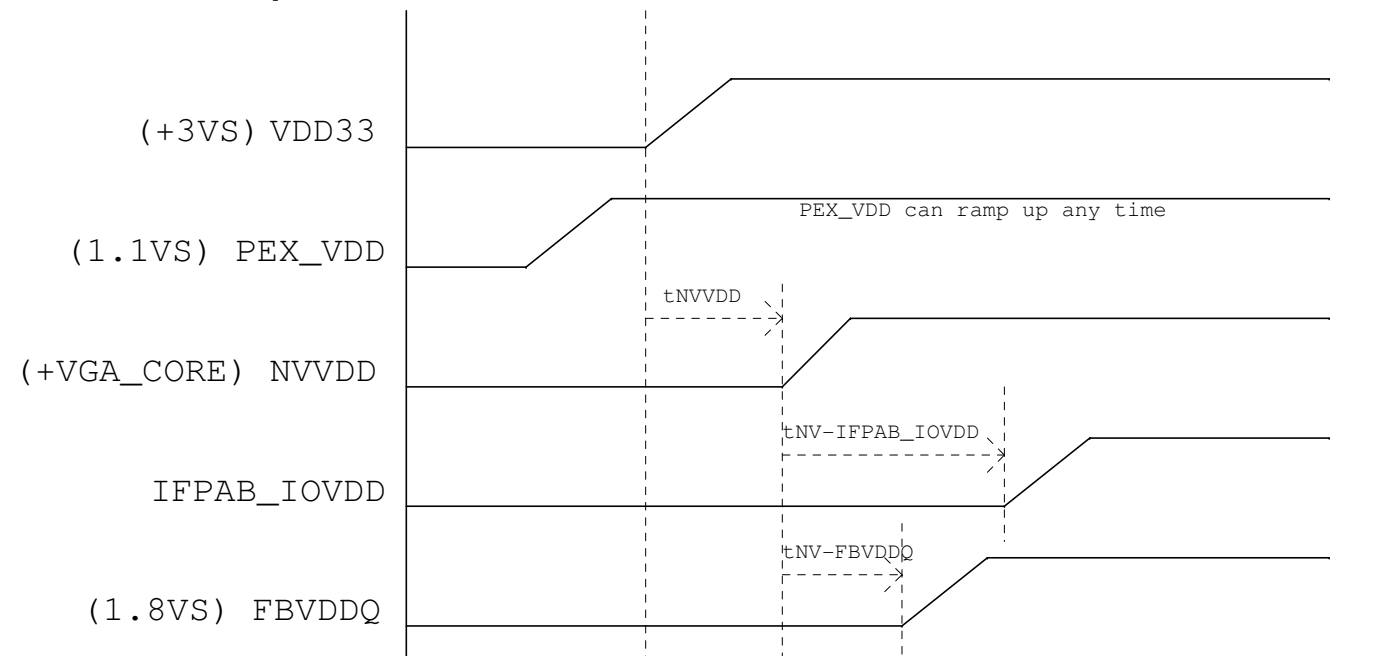 (+3VS) VDD33
PEX_VDD can ramp up any time
(1.1VS) PEX_VDD
tNVVDD
(+VGA_CORE) NVVDD
tNV-IFPAB_IOVDD
IFPAB_IOVDD
tNV-FBVDDQ
(1.8VS) FBVDDQ